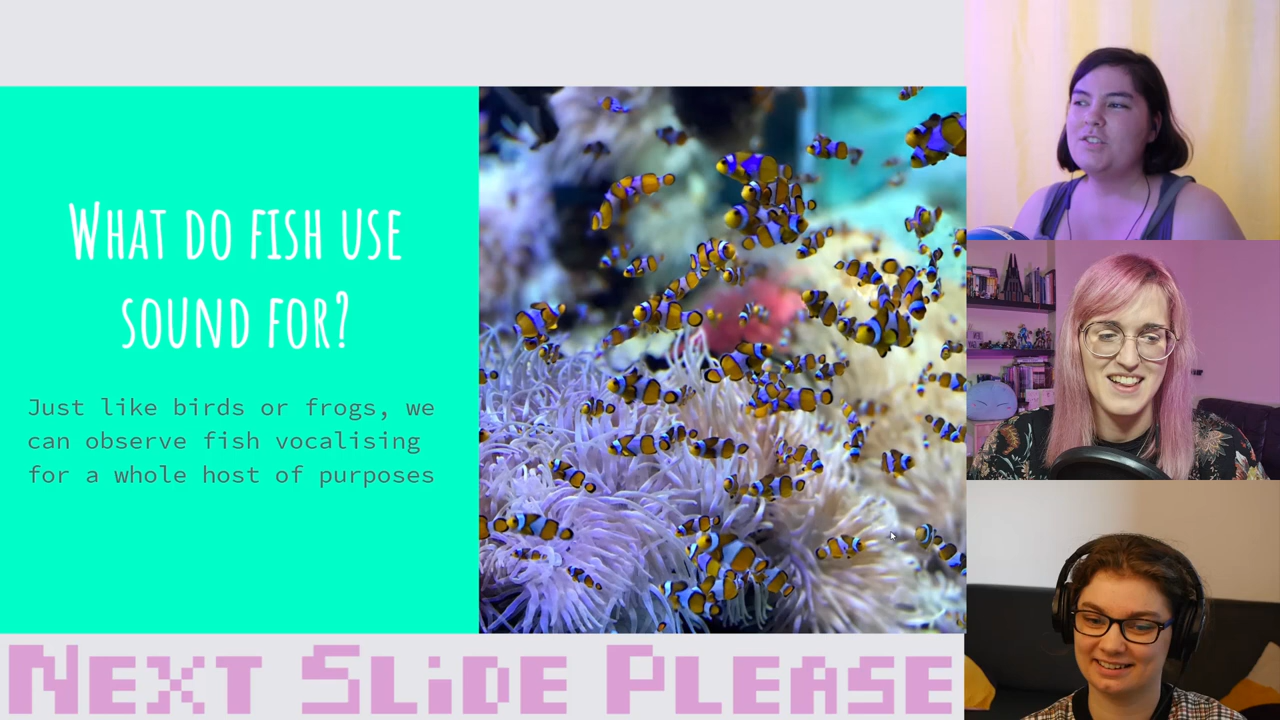 What do fish use
sound for?
Just like birds or frogs, we
can observe fish vocalising
for a whole host of purposes
Next Slide Please